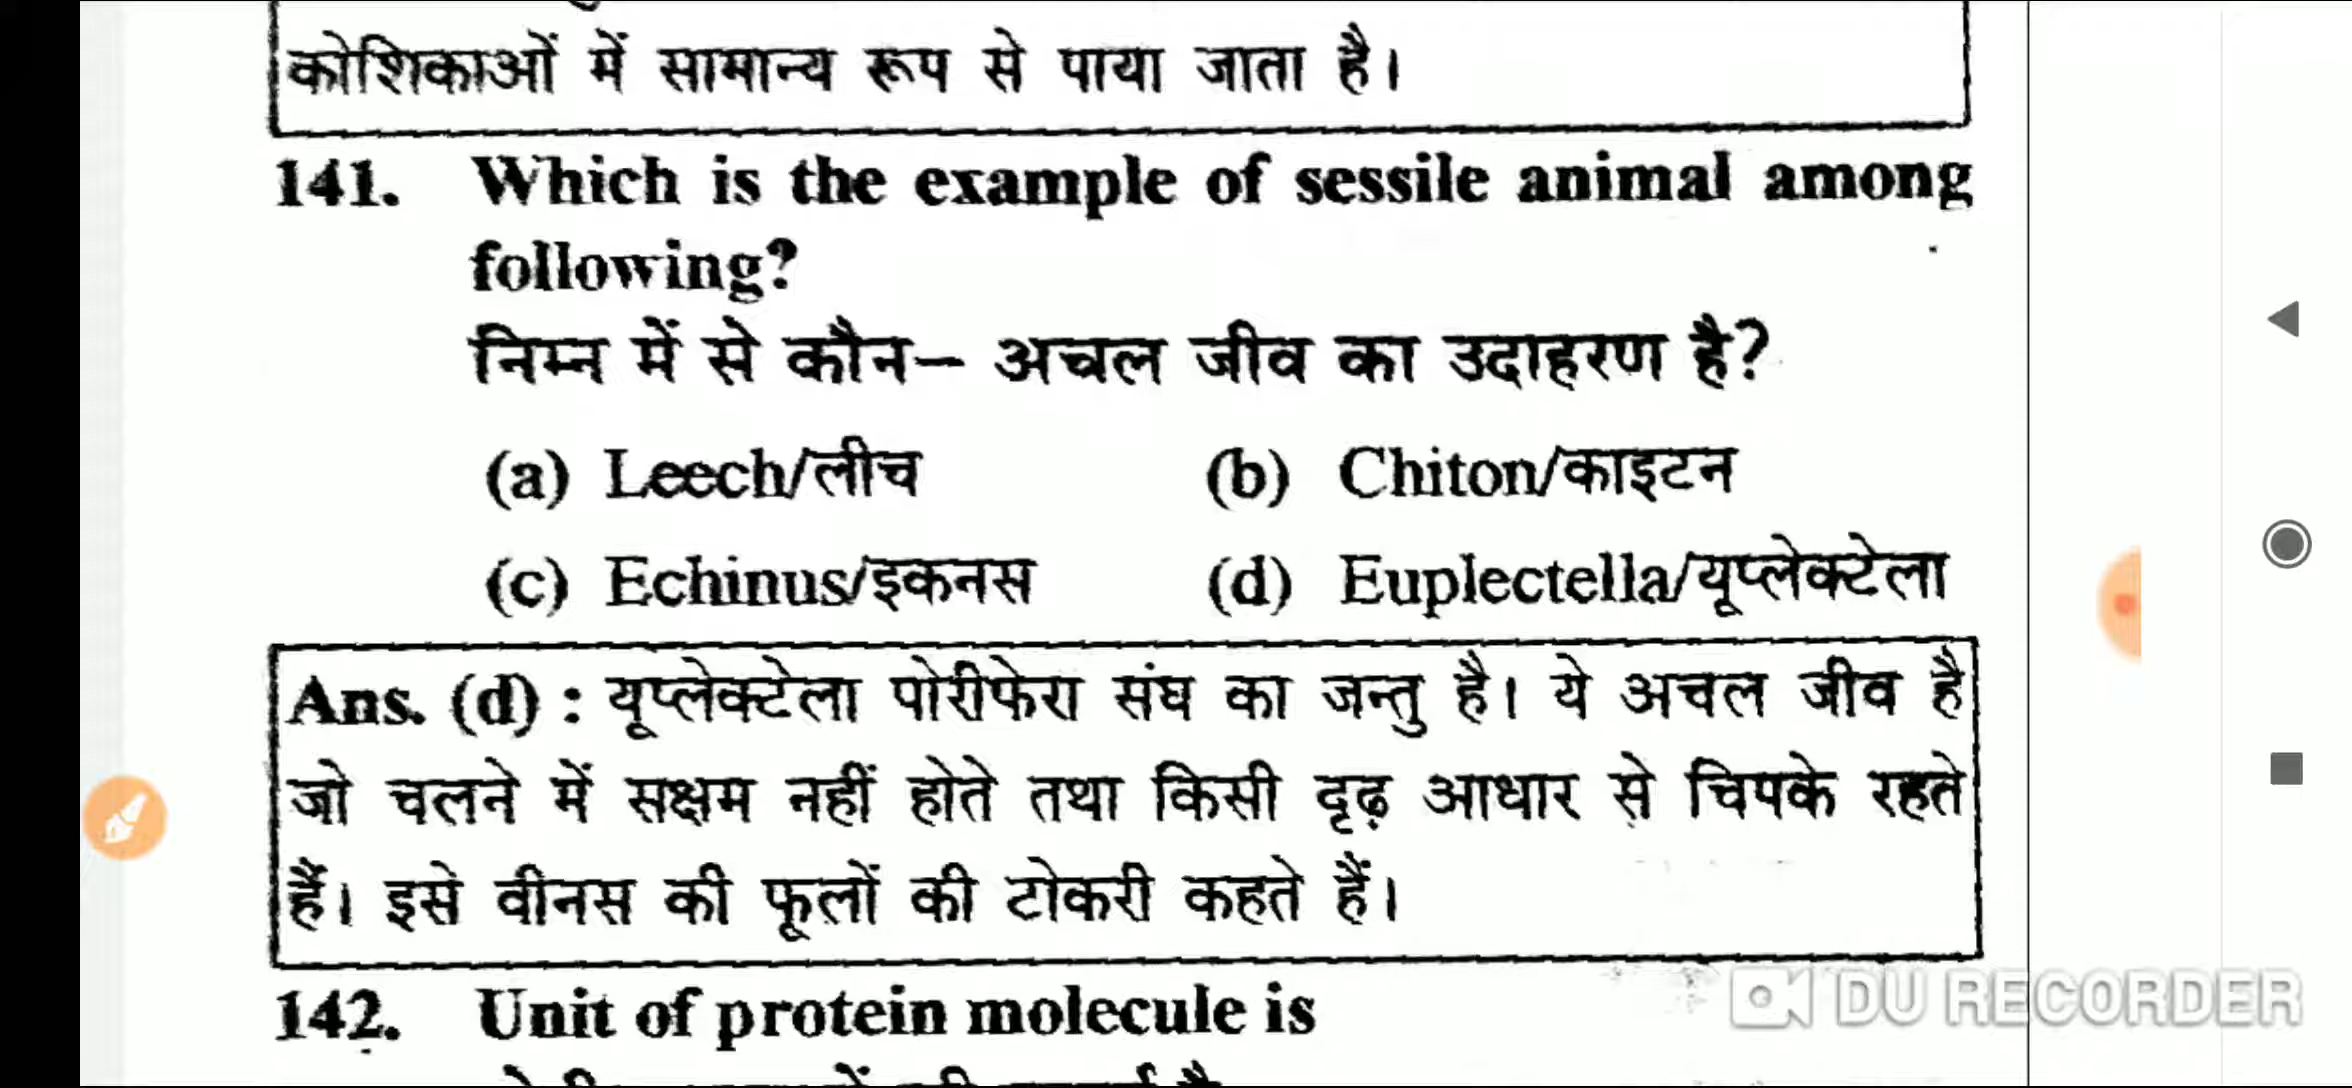 कोशिकाओं में सामान्य रूप से पाया जाता है।
141. Which is the example of sessile animal among
following?
निम्न में से कौन– अचल जीव का उदाहरण है?
(a) Leech/लीच (b) Chiton/काइटन
(c) Echinus/इकनस (d) Euplectella/यूप्लेक्टेला
Ans. (d) : यूप्लेक्टेला पोरीफेरा संघ का जन्तु है। ये अचल जीव है
जो चलने में सक्षम नहीं होते तथा किसी दृढ़ आधार से चिपके रहते
हैं। इसे वीनस की फूलों की टोकरी कहते हैं।
142. Unit of protein molecule is
DU RECORDER